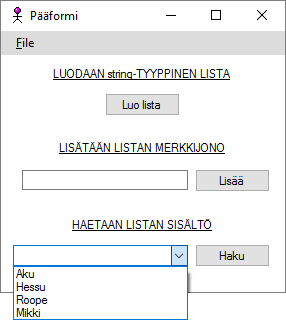 Pääformi
File
LUODAAN string-TYYPPINEN LISTA
Luo lista
LISÄTÄÄN LISTAN MERKKIJONO
Lisää
HAETAAN LISTAN SISÄLTÖ
Haku
Aku
Hessu
Roope
Mikki